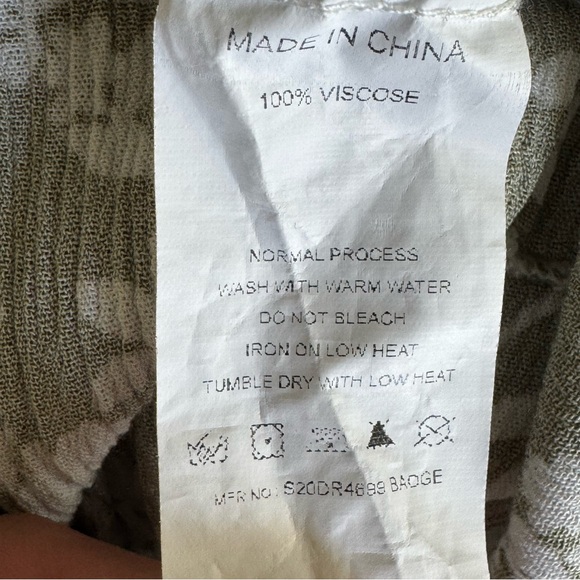 MADE IN CHINA
100% VISCOSE
NORMAL PROCESS
WASH WITH WARM WATER
DO NOT BLEACH
IRON ON LOW HEAT
TUMBLE DRY WITH LOW HEAT
MFR NO: S20DR4699 BAOGE